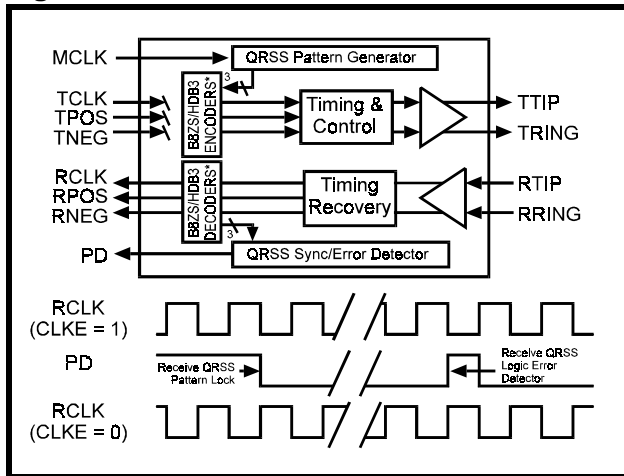 MCLK
QRSS Pattern Generator
3
TCLK
TPOS
TNEG
B8ZS/HDB3
ENCODERS*
Timing &
Control
TTIP
TRING
RCLK
RPOS
RNEG
B8ZS/HDB3
DECODERS*
Timing
Recovery
RTIP
RRING
3
PD
QRSS Sync/Error Detector
RCLK
(CLKE = 1)
PD
Receive QRSS
Pattern Lock
Receive QRSS
Logic Error
Detector
RCLK
(CLKE = 0)